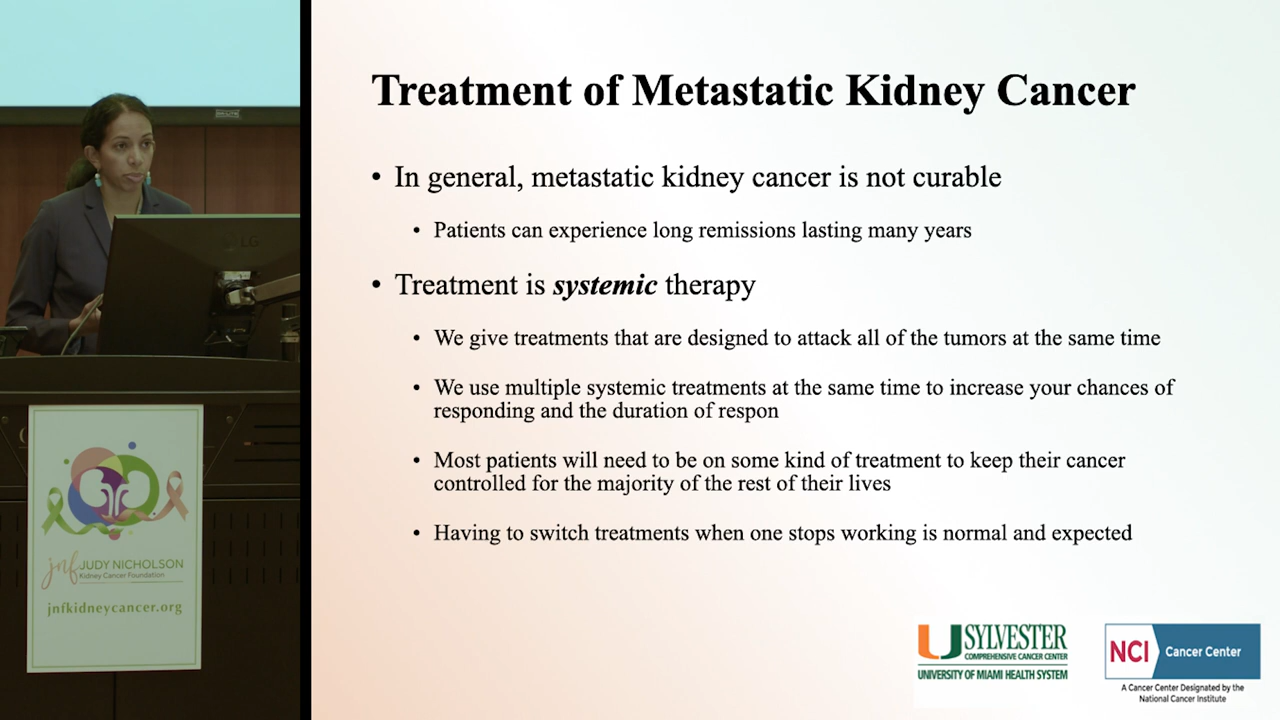 Treatment of Metastatic Kidney Cancer
• In general, metastatic kidney cancer is not curable
• Patients can experience long remissions lasting many years
• Treatment is systemic therapy
• We give treatments that are designed to attack all of the tumors at the same time
• We use multiple systemic treatments at the same time to increase your chances of
responding and the duration of respon
• Most patients will need to be on some kind of treatment to keep their cancer
controlled for the majority of the rest of their lives
• Having to switch treatments when one stops working is normal and expected
LG
jnf JUDY NICHOLSON
Kidney Cancer Foundation
jnfkidneycancer.org
U SYLVESTER
COMPREHENSIVE CANCER CENTER
UNIVERSITY OF MIAMI HEALTH SYSTEM
NCI Cancer Center
A Cancer Center Designated by the
National Cancer Institute